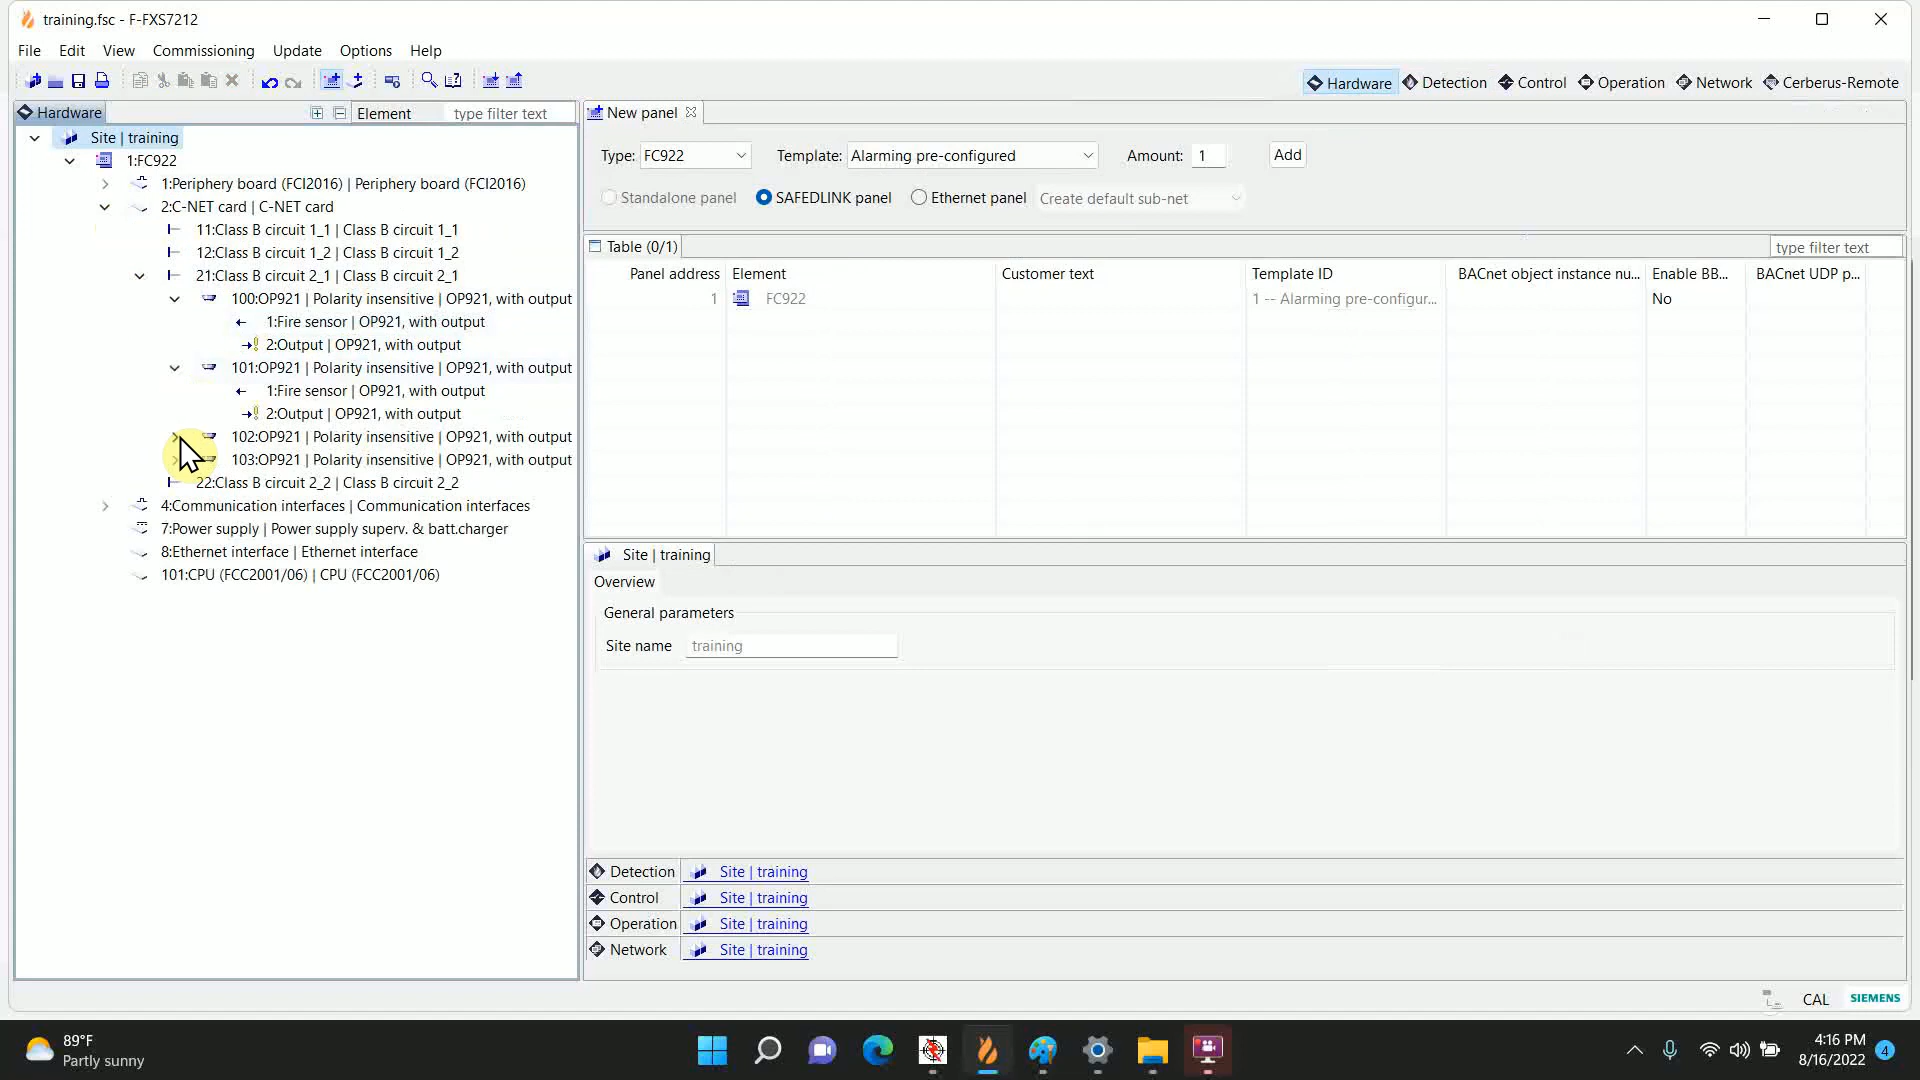 training.fsc - F-FXS7212
File Edit View Commissioning Update Options Help
Hardware Detection Control Operation Network Cerberus-Remote
Hardware Element type filter text
Site | training
1:FC922
1:Periphery board (FCI2016) | Periphery board (FCI2016)
2:C-NET card | C-NET card
11:Class B circuit 1_1 | Class B circuit 1_1
12:Class B circuit 1_2 | Class B circuit 1_2
21:Class B circuit 2_1 | Class B circuit 2_1
100:OP921 | Polarity insensitive | OP921, with output
1:Fire sensor | OP921, with output
2:Output | OP921, with output
101:OP921 | Polarity insensitive | OP921, with output
1:Fire sensor | OP921, with output
2:Output | OP921, with output
102:OP921 | Polarity insensitive | OP921, with output
103:OP921 | Polarity insensitive | OP921, with output
22:Class B circuit 2_2 | Class B circuit 2_2
4:Communication interfaces | Communication interfaces
7:Power supply | Power supply superv. & batt.charger
8:Ethernet interface | Ethernet interface
101:CPU (FCC2001/06) | CPU (FCC2001/06)
New panel
Type: FC922 Template: Alarming pre-configured Amount: 1 Add
Standalone panel SAFEDLINK panel Ethernet panel Create default sub-net
Table (0/1) type filter text
Panel address Element Customer text Template ID BACnet object instance nu... Enable BB... BACnet UDP p...
1 FC922 1 -- Alarming pre-configur... No
Site | training
Overview
General parameters
Site name training
Detection Site | training
Control Site | training
Operation Site | training
Network Site | training
CAL SIEMENS
89°F
Partly sunny
4:16 PM
8/16/2022
4